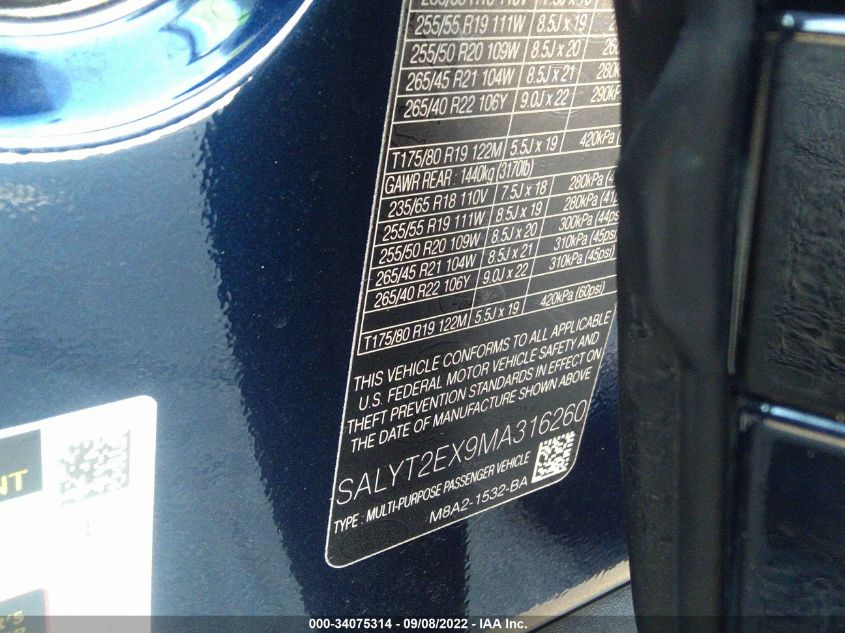 255/55 R19 111W 8.5J x 19
255/50 R20 109W 8.5J x 20
265/45 R21 104W 8.5J x 21 280k
265/40 R22 106Y 9.0J x 22 290k
T175/80 R19 122M 5.5J x 19 420kPa
GAWR REAR : 1440kg (3170lb)
235/65 R18 110V 7.5J x 18 280kPa
255/55 R19 111W 8.5J x 19 280kPa (41p
255/50 R20 109W 8.5J x 20 300kPa (44ps
265/45 R21 104W 8.5J x 21 310kPa (45psi)
265/40 R22 106Y 9.0J x 22 310kPa (45psi)
T175/80 R19 122M 5.5J x 19 420kPa (60psi)
THIS VEHICLE CONFORMS TO ALL APPLICABLE
U.S. FEDERAL MOTOR VEHICLE SAFETY AND
THEFT PREVENTION STANDARDS IN EFFECT ON
THE DATE OF MANUFACTURE SHOWN ABOVE
SALYT2EX9MA316260
TYPE : MULTI-PURPOSE PASSENGER VEHICLE
M8A2-1532-BA
NT
000-34075314 - 09/08/2022 - IAA Inc.